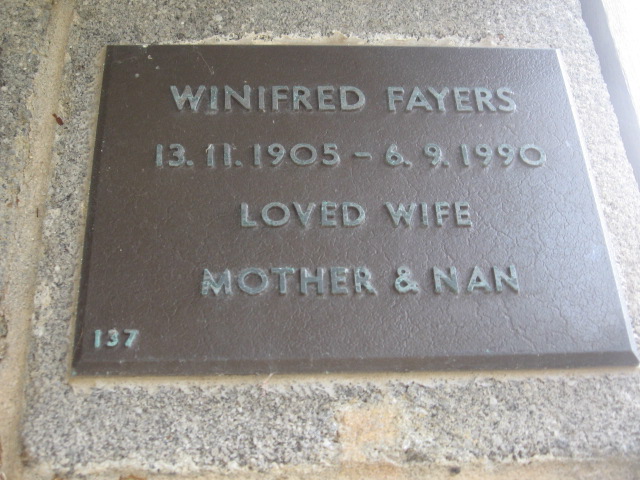 WINIFRED FAYERS
13.11.1905 - 6.9.1990
LOVED WIFE
MOTHER & NAN
137